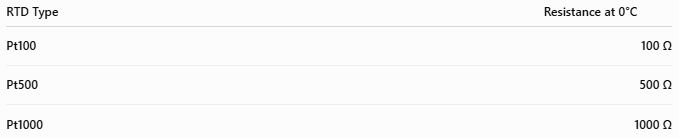 RTD Type Resistance at 0°C
Pt100 100 Ω
Pt500 500 Ω
Pt1000 1000 Ω